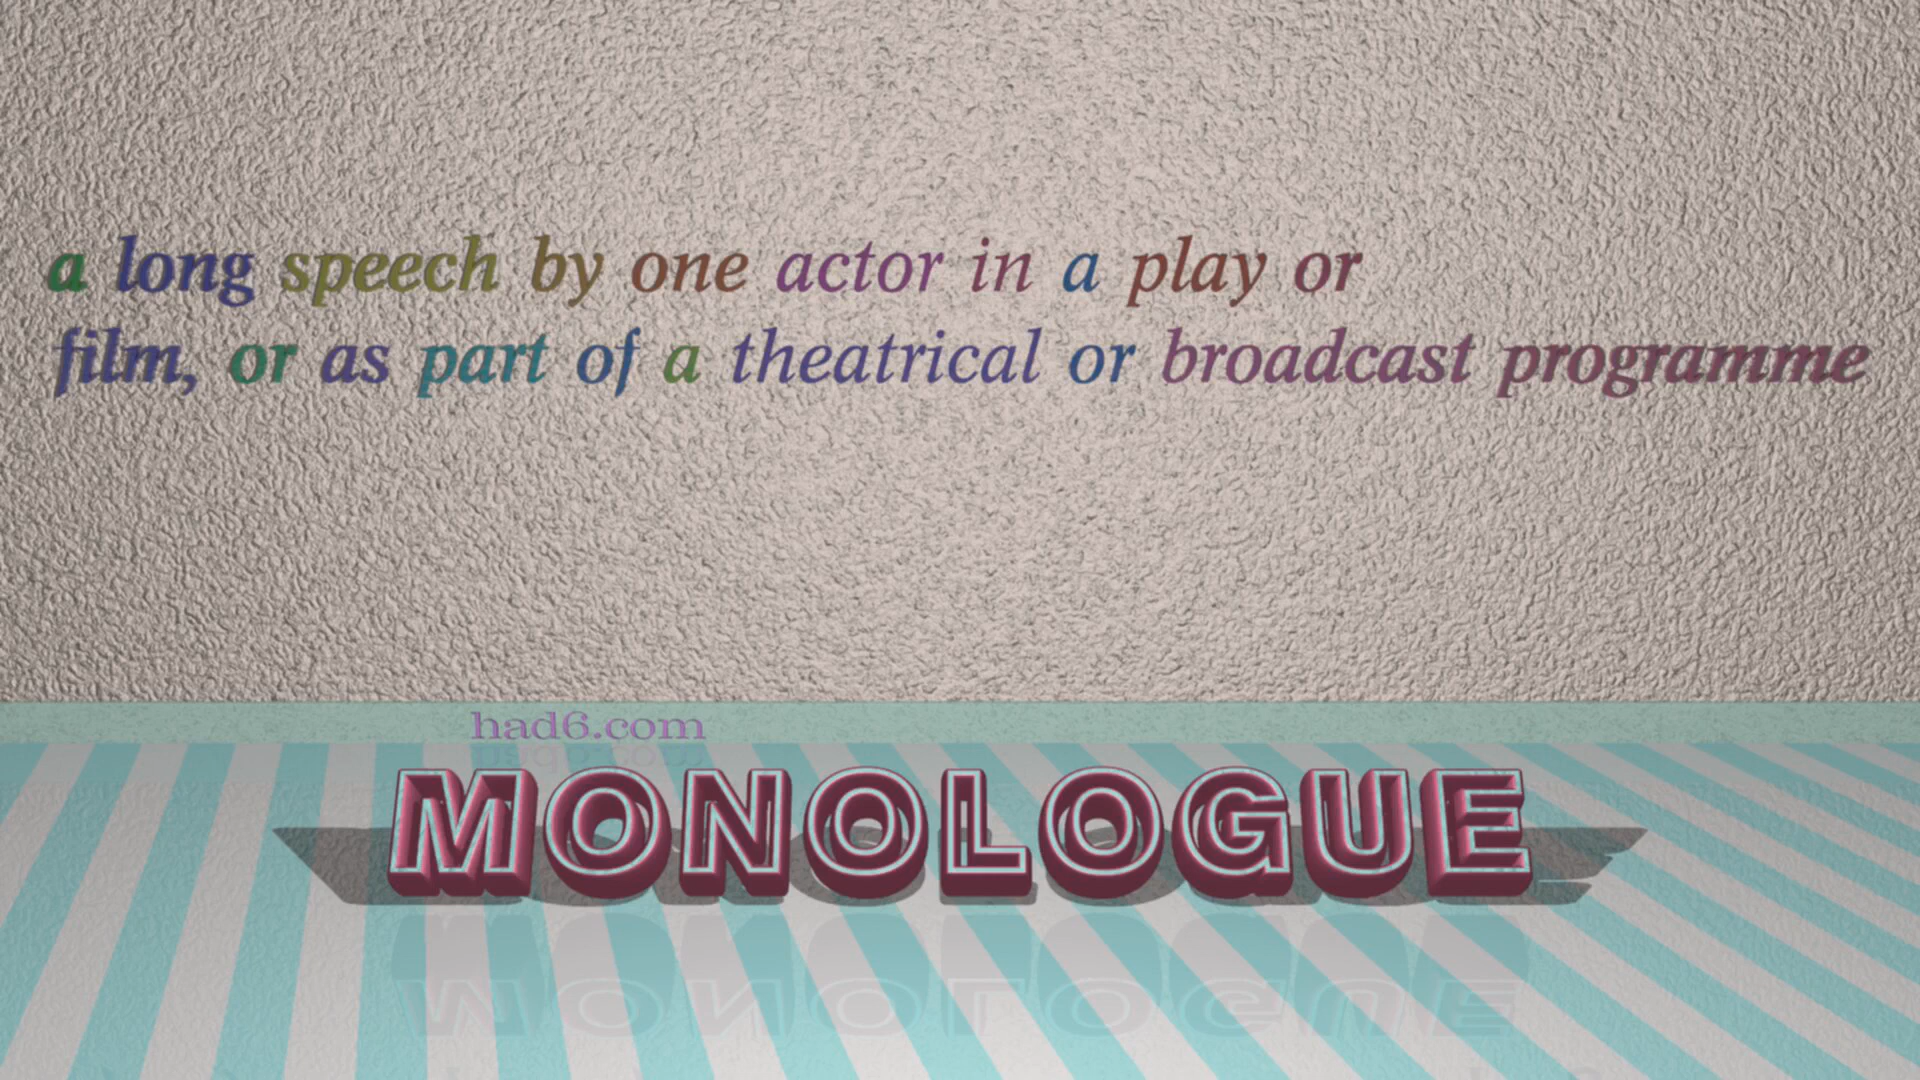 a long speech by one actor in a play or
film, or as part of a theatrical or broadcast programme
had6.com
MONOLOGUE